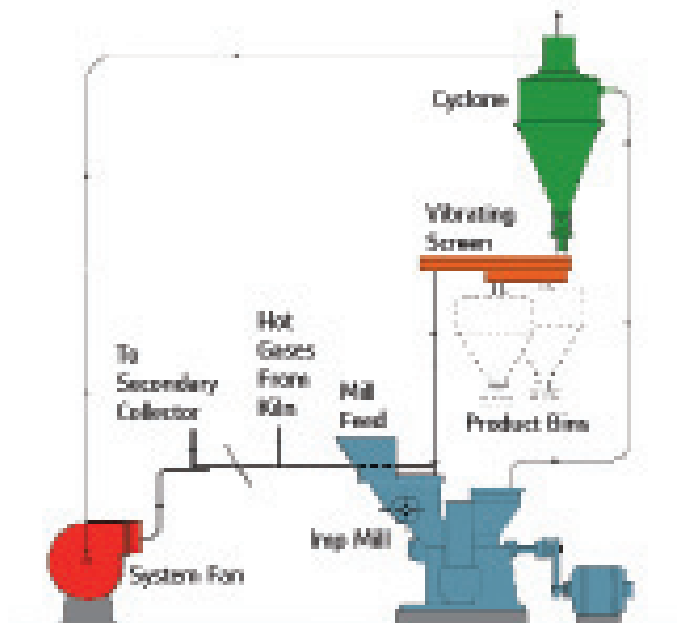 Cyclone
Vibrating
Screen
Hot
Gases
From
Kiln
To
Secondary
Collector
Mill
Feed
Product Bins
Imp Mill
System Fan